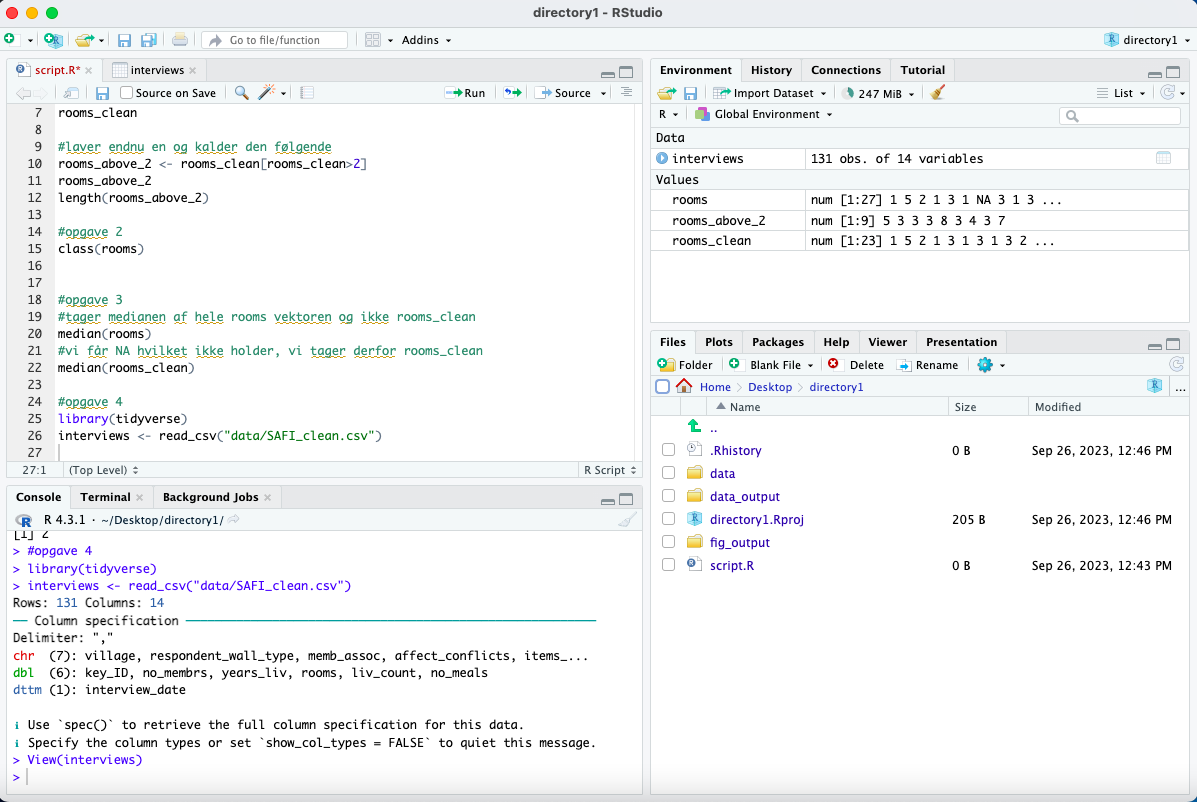 directory1 - RStudio
Go to file/function
Addins
directory1
script.R*
interviews
Source on Save
Run
Source
7 rooms_clean
8
9 #laver endnu en og kalder den følgende
10 rooms_above_2 <- rooms_clean[rooms_clean>2]
11 rooms_above_2
12 length(rooms_above_2)
13
14 #opgave 2
15 class(rooms)
16
17
18 #opgave 3
19 #tager medianen af hele rooms vektoren og ikke rooms_clean
20 median(rooms)
21 #vi får NA hvilket ikke holder, vi tager derfor rooms_clean
22 median(rooms_clean)
23
24 #opgave 4
25 library(tidyverse)
26 interviews <- read_csv("data/SAFI_clean.csv")
27
27:1 (Top Level) R Script
Console Terminal Background Jobs
R 4.3.1 · ~/Desktop/directory1/
[1] 2
> #opgave 4
> library(tidyverse)
> interviews <- read_csv("data/SAFI_clean.csv")
Rows: 131 Columns: 14
── Column specification ─────────────────────────
Delimiter: ","
chr (7): village, respondent_wall_type, memb_assoc, affect_conflicts, items_...
dbl (6): key_ID, no_membrs, years_liv, rooms, liv_count, no_meals
dttm (1): interview_date
ℹ Use `spec()` to retrieve the full column specification for this data.
ℹ Specify the column types or set `show_col_types = FALSE` to quiet this message.
> View(interviews)
>
Environment History Connections Tutorial
Import Dataset 247 MiB List
R Global Environment
Data
interviews 131 obs. of 14 variables
Values
rooms num [1:27] 1 5 2 1 3 1 NA 3 1 3 ...
rooms_above_2 num [1:9] 5 3 3 3 8 3 4 3 7
rooms_clean num [1:23] 1 5 2 1 3 1 3 1 3 2 ...
Files Plots Packages Help Viewer Presentation
Folder Blank File Delete Rename
Home Desktop directory1 ...
Name Size Modified
..
.Rhistory 0 B Sep 26, 2023, 12:46 PM
data
data_output
directory1.Rproj 205 B Sep 26, 2023, 12:46 PM
fig_output
script.R 0 B Sep 26, 2023, 12:43 PM